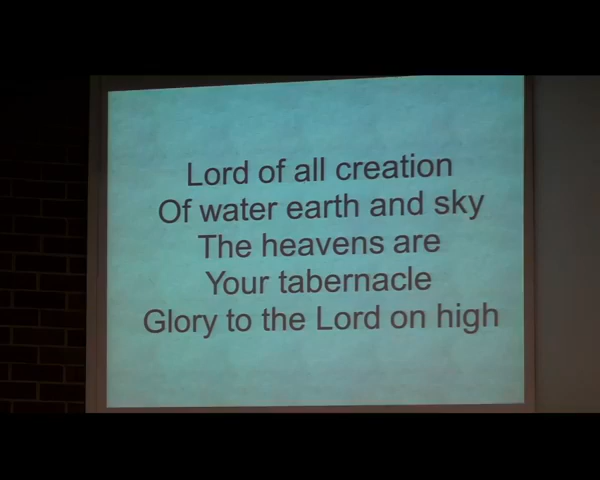 Lord of all creation
Of water earth and sky
The heavens are
Your tabernacle
Glory to the Lord on high